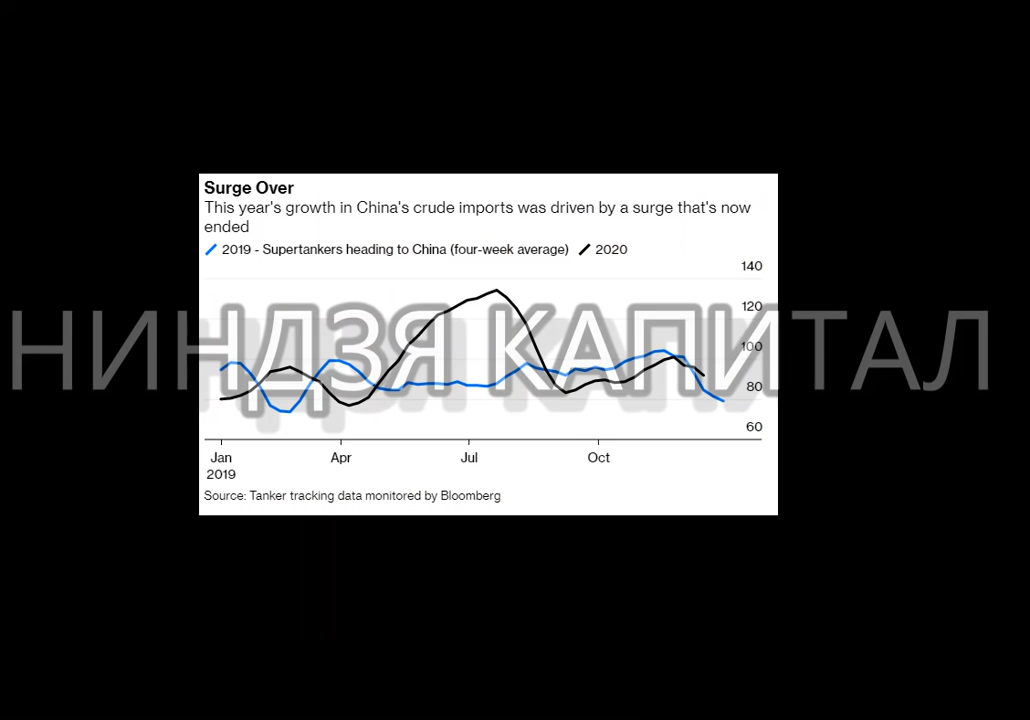 Surge Over
This year's growth in China's crude imports was driven by a surge that's now
ended
2019 - Supertankers heading to China (four-week average) 2020
140
120
НИНДЗЯ КАПИТАЛ
100
80
60
Jan Apr Jul Oct
2019
Source: Tanker tracking data monitored by Bloomberg